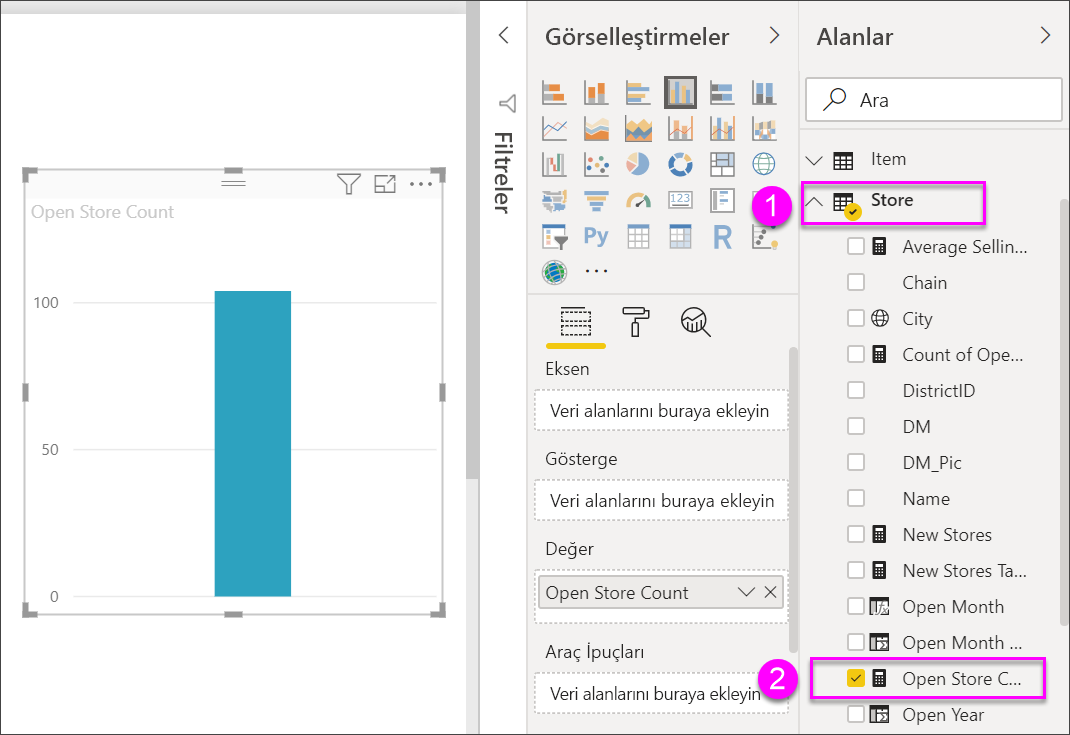 Open Store Count
100
50
0
Filtreler
Görselleştirmeler
123
Py
R
Eksen
Veri alanlarını buraya ekleyin
Gösterge
Veri alanlarını buraya ekleyin
Değer
Open Store Count
Araç İpuçları
Veri alanlarını buraya ekleyin
Alanlar
Ara
Item
1
Store
Average Sellin...
Chain
City
Count of Ope...
DistrictID
DM
DM_Pic
Name
New Stores
New Stores Ta...
Open Month
Open Month ...
2
Open Store C...
Open Year